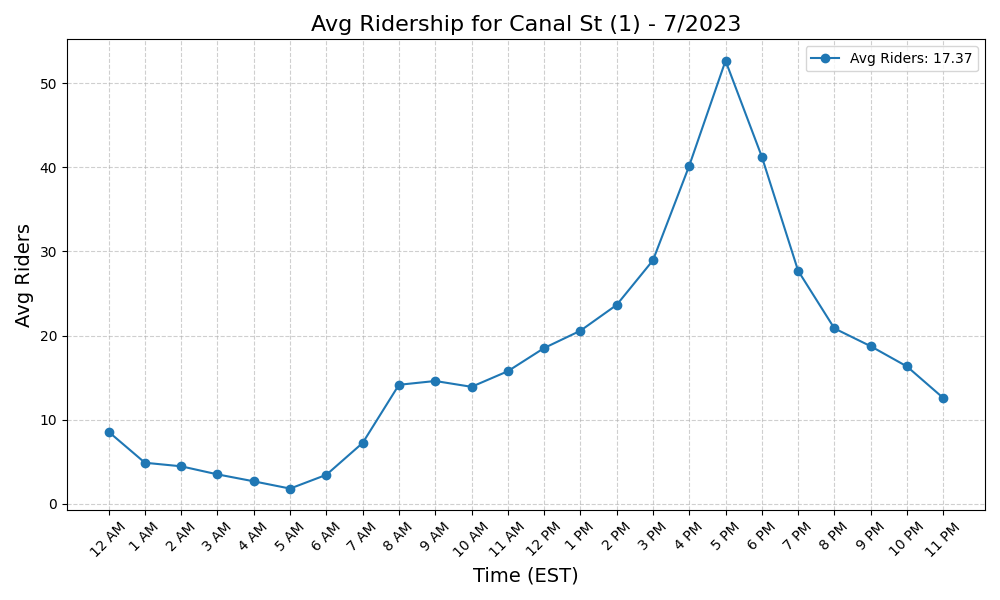 Avg Ridership for Canal St (1) - 7/2023
Avg Riders: 17.37
Avg Riders
50
40
30
20
10
0
12 AM
1 AM
2 AM
3 AM
4 AM
5 AM
6 AM
7 AM
8 AM
9 AM
10 AM
11 AM
12 PM
1 PM
2 PM
3 PM
4 PM
5 PM
6 PM
7 PM
8 PM
9 PM
10 PM
11 PM
Time (EST)